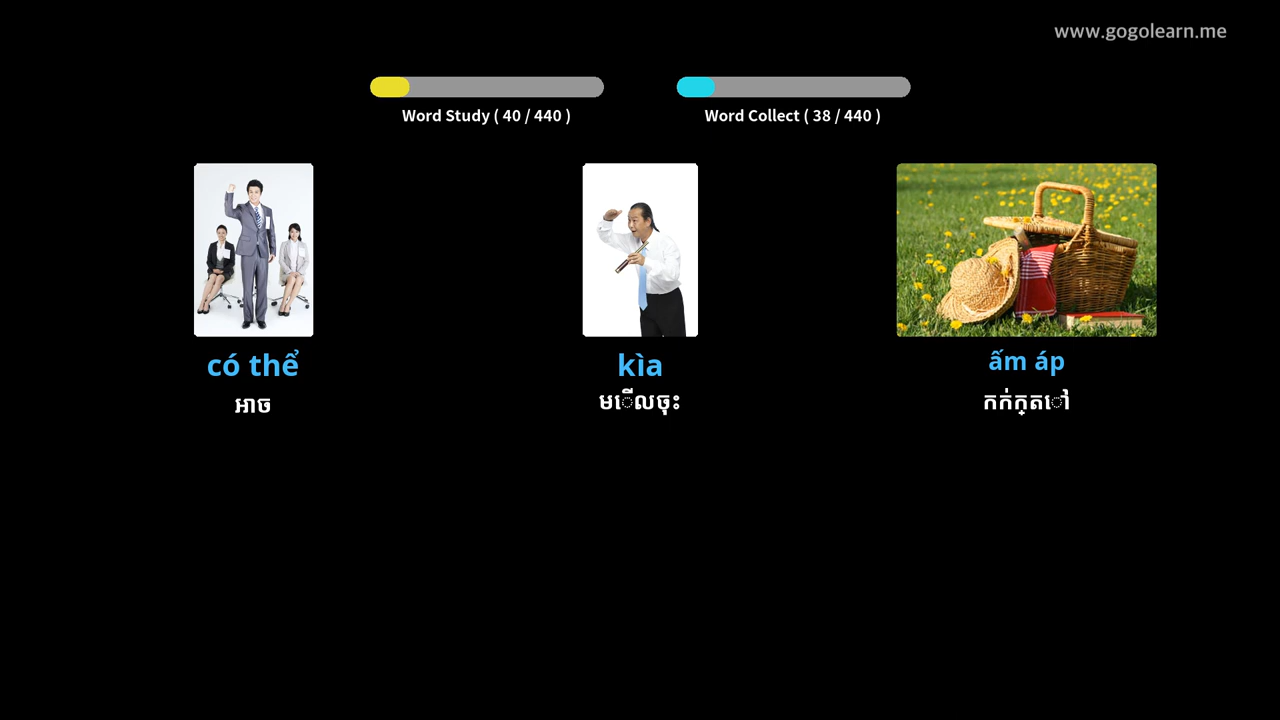 www.gogolearn.me
Word Study ( 40 / 440 )
Word Collect ( 38 / 440 )
có thể
kìa
ấm áp
អាច
មើលចុះ
កក់ក្តៅ